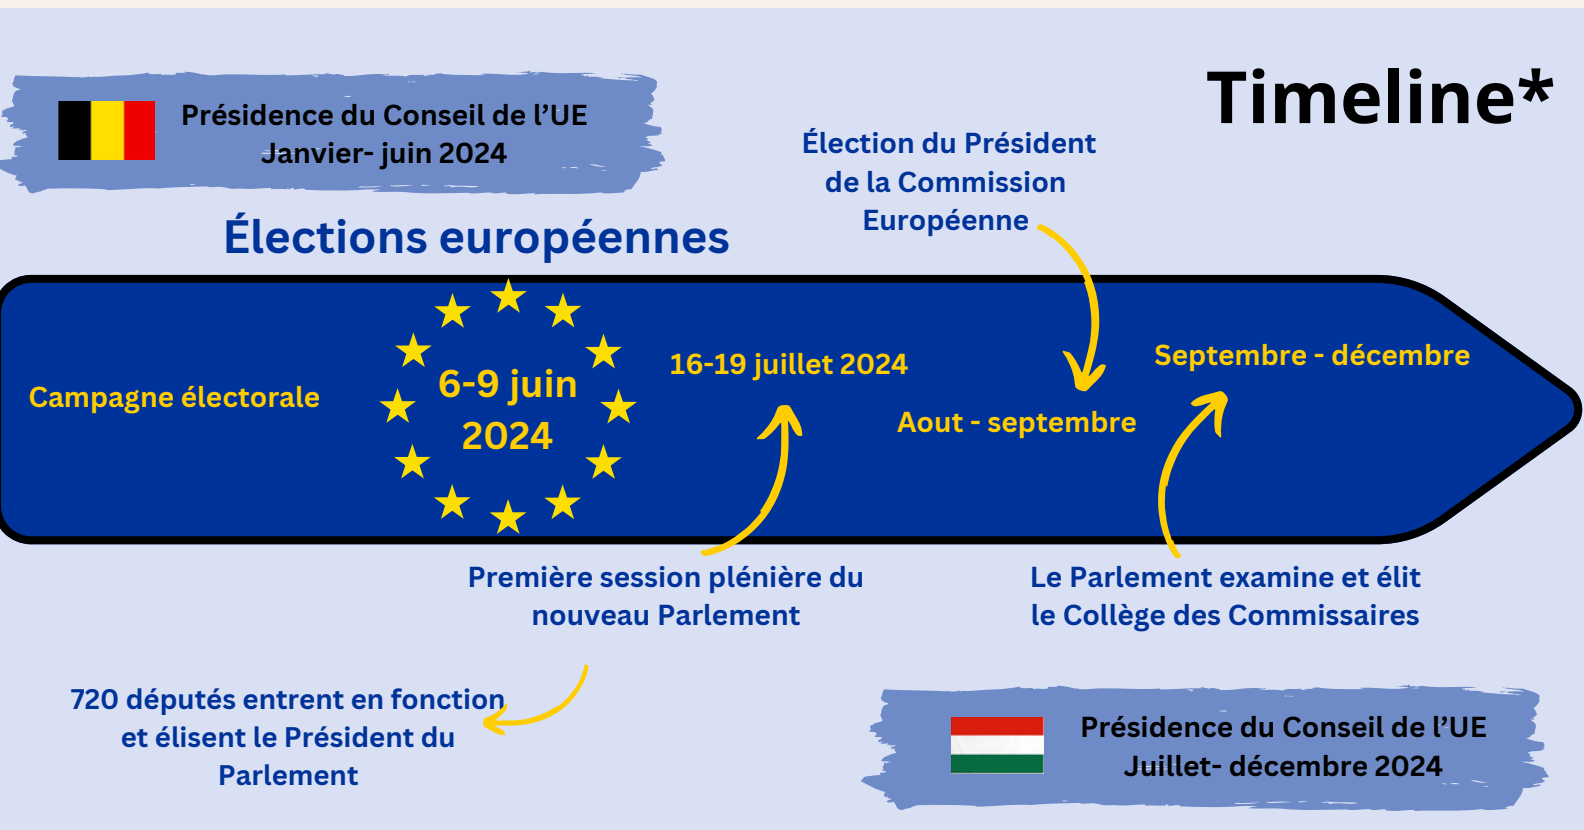 Timeline*
Présidence du Conseil de l’UE
Janvier- juin 2024
Élection du Président
de la Commission
Européenne
Élections européennes
Campagne électorale
6-9 juin
2024
16-19 juillet 2024
Aout - septembre
Septembre - décembre
Première session plénière du
nouveau Parlement
Le Parlement examine et élit
le Collège des Commissaires
720 députés entrent en fonction
et élisent le Président du
Parlement
Présidence du Conseil de l’UE
Juillet- décembre 2024